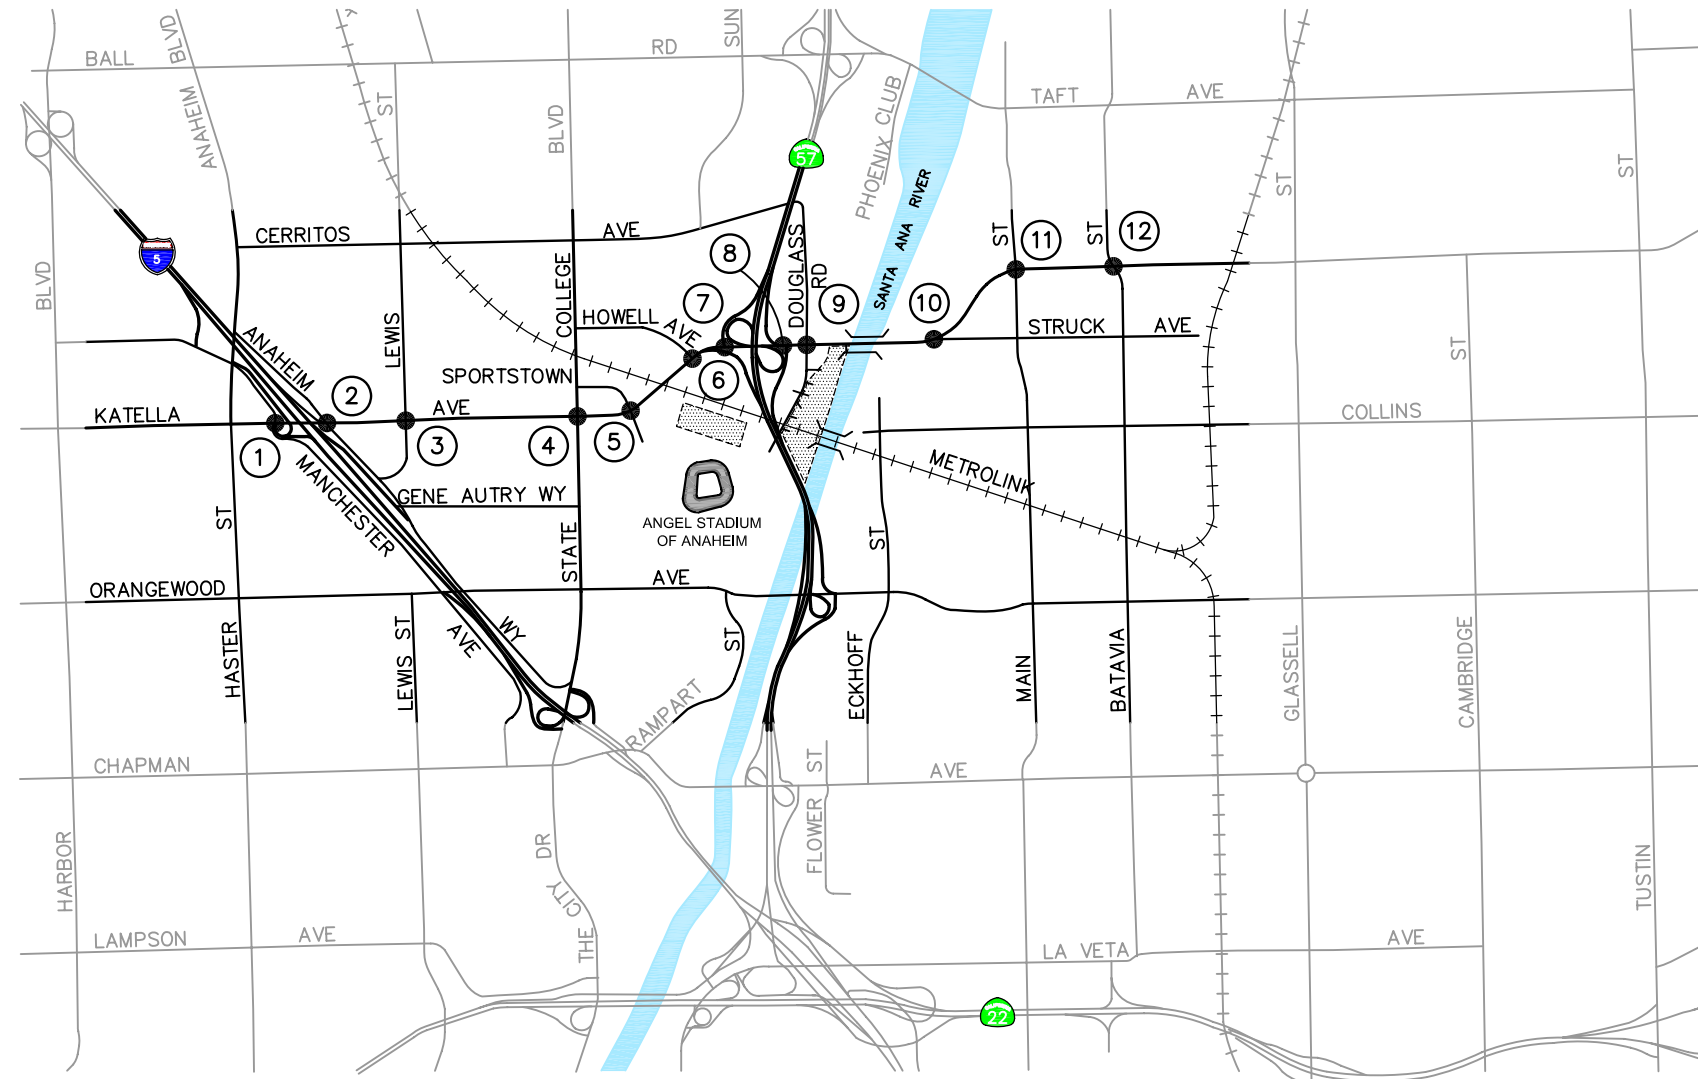 BALL
RD
SUN
BLVD
ANAHEIM
ST
BLVD
PHOENIX CLUB
TAFT
AVE
ST
ST
57
SANTA ANA RIVER
5
CERRITOS
AVE
8
DOUGLASS
RD
ST
11
ST
12
BLVD
COLLEGE
HOWELL
AVE
7
9
10
STRUCK
AVE
ANAHEIM
LEWIS
SPORTSTOWN
6
ST
KATELLA
2
AVE
COLLINS
1
3
4
5
MANCHESTER
METROLINK
GENE AUTRY WY
ANGEL STADIUM
OF ANAHEIM
ST
STATE
ST
ORANGEWOOD
AVE
HASTER
LEWIS ST
AVE
WY
ST
ECKHOFF
MAIN
BATAVIA
GLASSELL
CAMBRIDGE
RAMPART
CHAPMAN
ST
AVE
FLOWER
HARBOR
DR
THE CITY
TUSTIN
LAMPSON
AVE
LA VETA
AVE
22